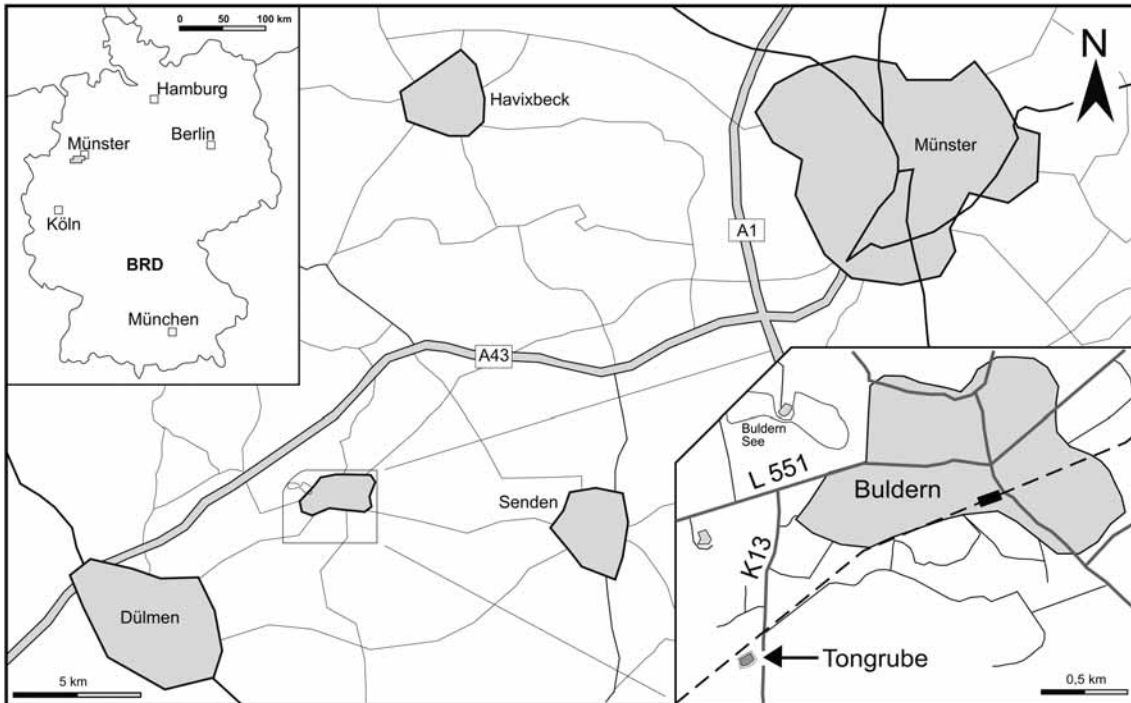 0 50 100 km
Hamburg
Berlin
Münster
Köln
BRD
München
Havixbeck
Münster
N
A1
A43
Senden
Dülmen
5 km
Buldern
See
L 551
Buldern
K13
Tongrube
0,5 km